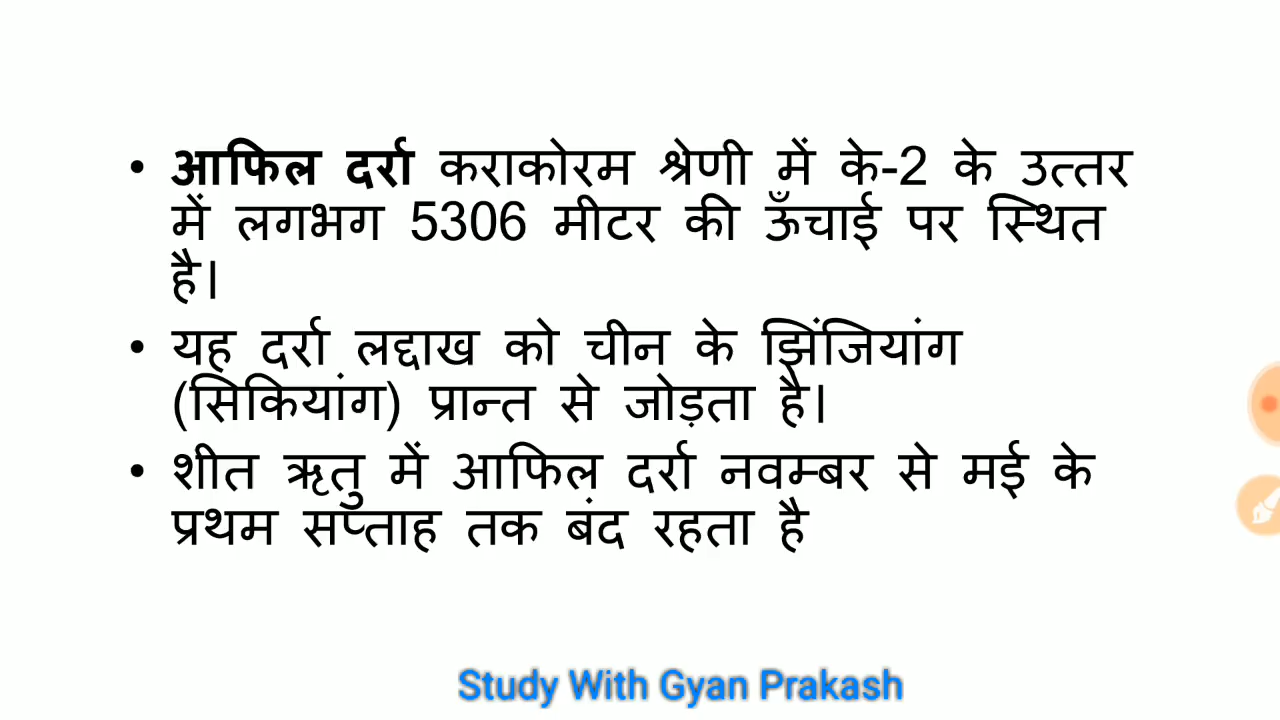 • आफिल दर्रा कराकोरम श्रेणी में के-2 के उत्तर
में लगभग 5306 मीटर की ऊँचाई पर स्थित
है।
• यह दर्रा लद्दाख को चीन के झिंजियांग
(सिकियांग) प्रान्त से जोड़ता है।
• शीत ऋतु में आफिल दर्रा नवम्बर से मई के
प्रथम सप्ताह तक बंद रहता है
Study With Gyan Prakash